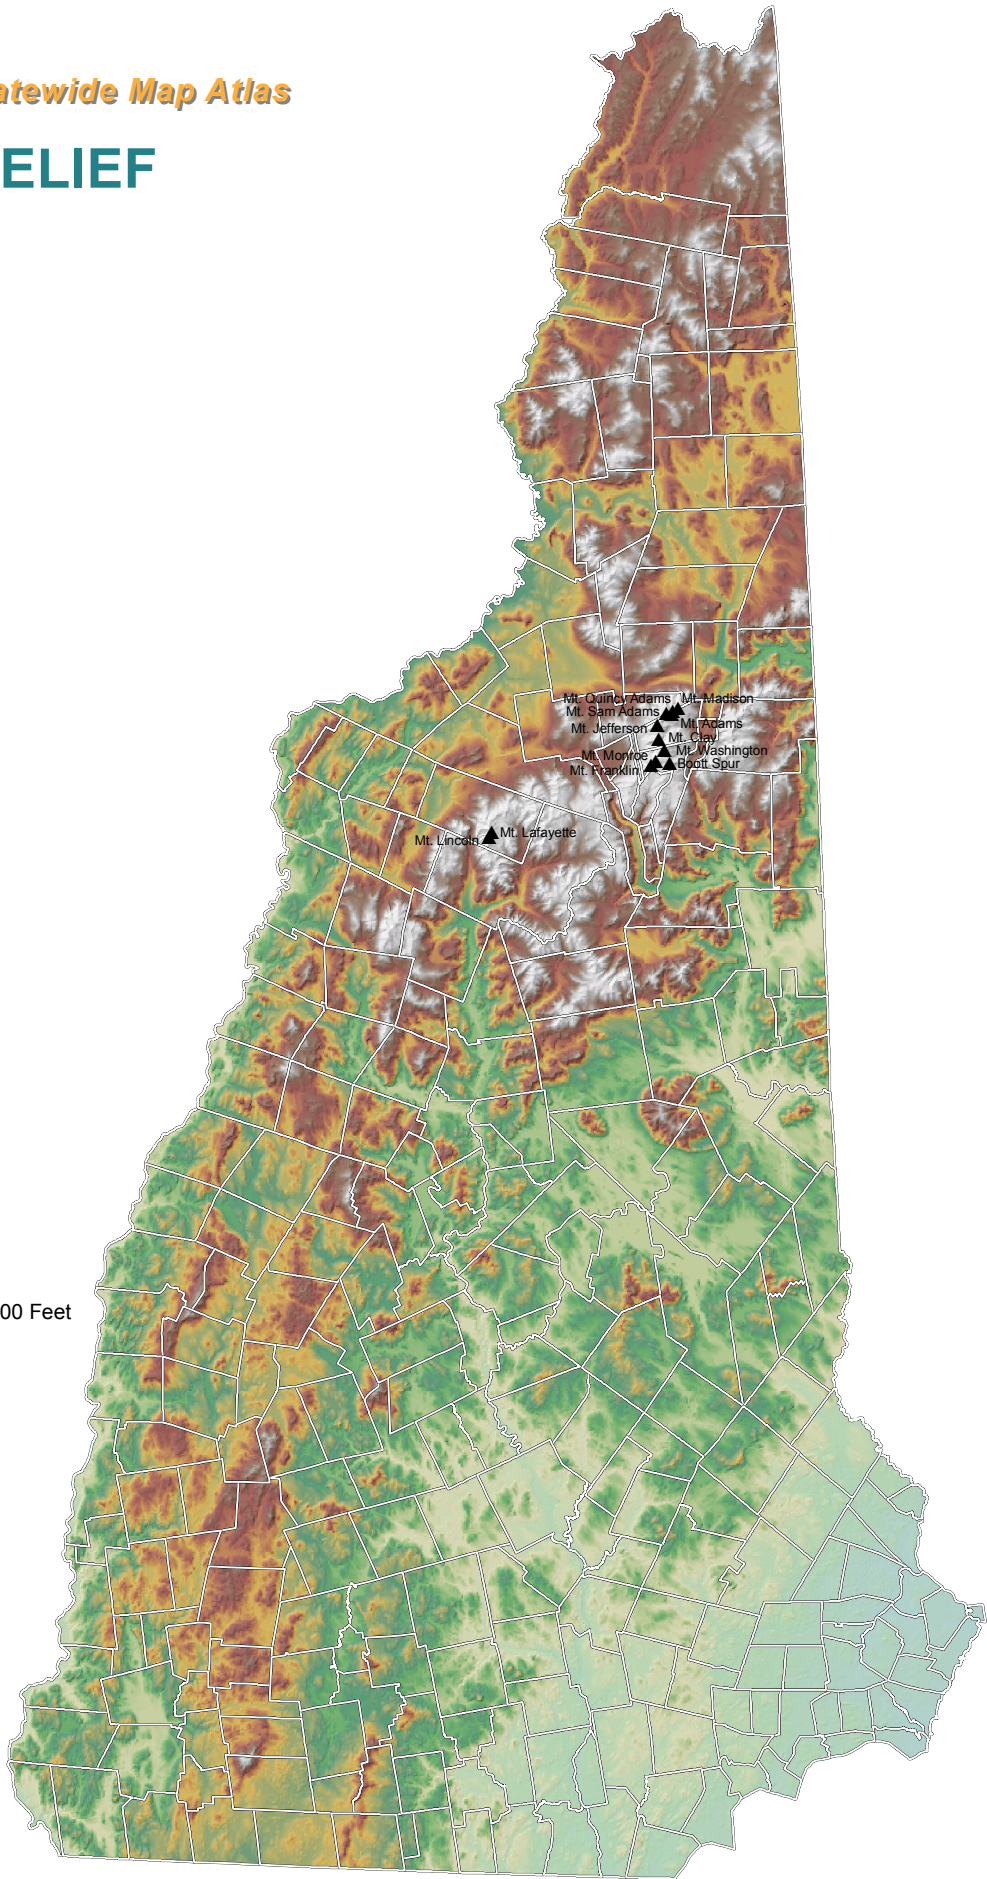 atewide Map Atlas
ELIEF
Mt. Quincy Adams
Mt. Madison
Mt. Sam Adams
Mt. Adams
Mt. Jefferson
Mt. Clay
Mt. Washington
Mt. Monroe
Boott Spur
Mt. Franklin
Mt. Lafayette
Mt. Lincoln
00 Feet